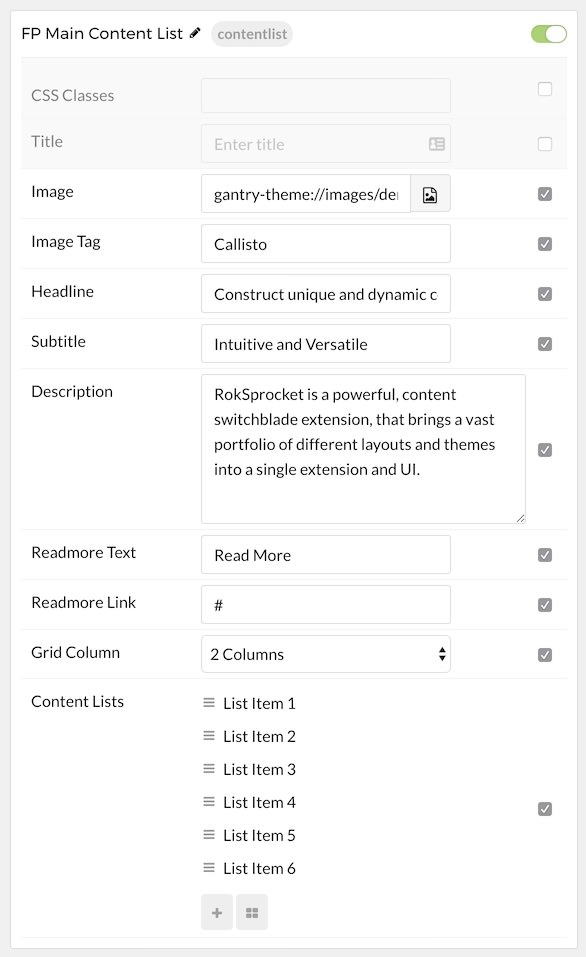 FP Main Content List contentlist
CSS Classes
Title Enter title
Image gantry-theme://images/de
Image Tag Callisto
Headline Construct unique and dynamic c
Subtitle Intuitive and Versatile
Description RokSprocket is a powerful, content
switchblade extension, that brings a vast
portfolio of different layouts and themes
into a single extension and UI.
Readmore Text Read More
Readmore Link #
Grid Column 2 Columns
Content Lists List Item 1
List Item 2
List Item 3
List Item 4
List Item 5
List Item 6